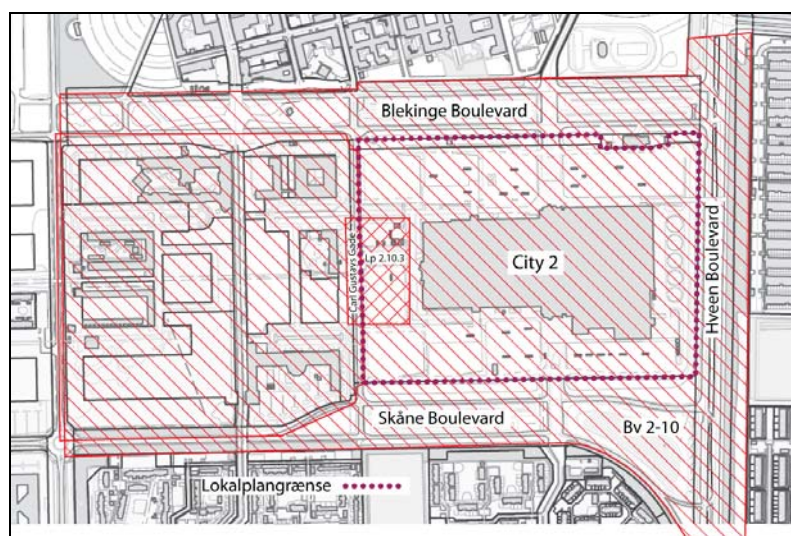 Blekinge Boulevard
Carl Gustavs Gade
Lp 2.10.3
City 2
Hveen Boulevard
Skåne Boulevard
Bv 2-10
Lokalplangrænse